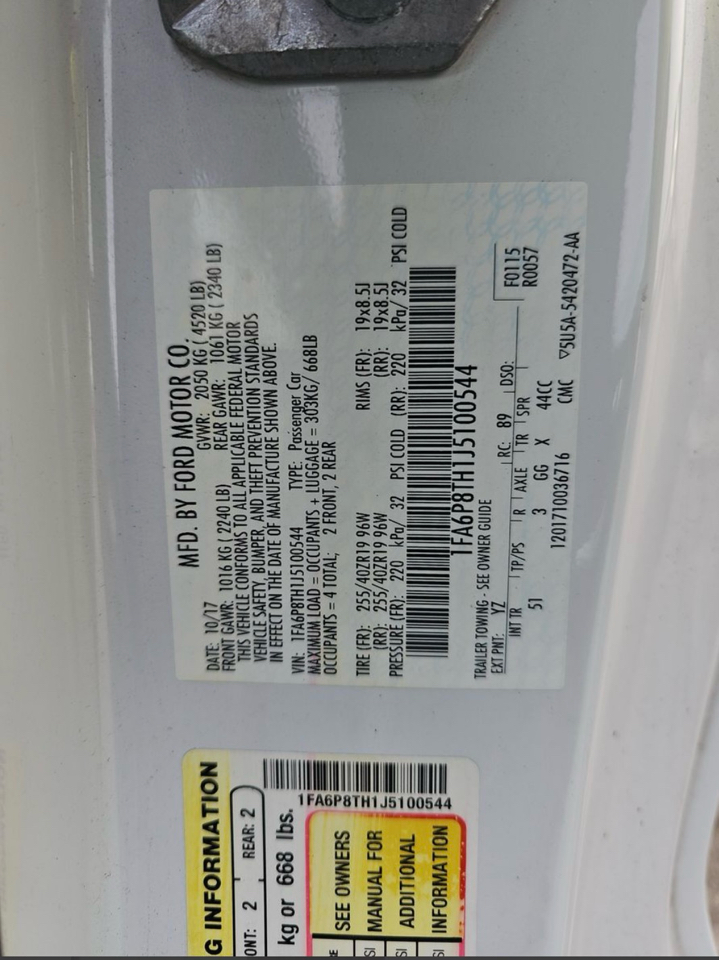 MFD. BY FORD MOTOR CO.
DATE: 10/17 GVWR: 2050 KG ( 4520 LB)
FRONT GAWR: 1016 KG ( 2240 LB) REAR GAWR: 1061 KG ( 2340 LB)
THIS VEHICLE CONFORMS TO ALL APPLICABLE FEDERAL MOTOR
VEHICLE SAFETY, BUMPER, AND THEFT PREVENTION STANDARDS
IN EFFECT ON THE DATE OF MANUFACTURE SHOWN ABOVE.
VIN: 1FA6P8TH1J5100544 TYPE: Passenger Car
MAXIMUM LOAD = OCCUPANTS + LUGGAGE = 303KG/ 668LB
OCCUPANTS = 4 TOTAL; 2 FRONT, 2 REAR
TIRE (FR): 255/40ZR19 96W RIMS (FR): 19x8.5J
(RR): 255/40ZR19 96W (RR): 19x8.5J
PRESSURE (FR): 220 kPa/ 32 PSI COLD (RR): 220 kPa/ 32 PSI COLD
1FA6P8TH1J5100544
TRAILER TOWING - SEE OWNER GUIDE
EXT PNT: YZ RC: 89 DSO: F0115
R0057
INT TR TP/PS R AXLE TR SPR
51 3 GG X 44CC
1201710036716 CMC ▽5U5A-5420472-AA
G INFORMATION
ONT: 2 REAR: 2
kg or 668 lbs.
1FA6P8TH1J5100544
RE SEE OWNERS
SI MANUAL FOR
SI ADDITIONAL
SI INFORMATION